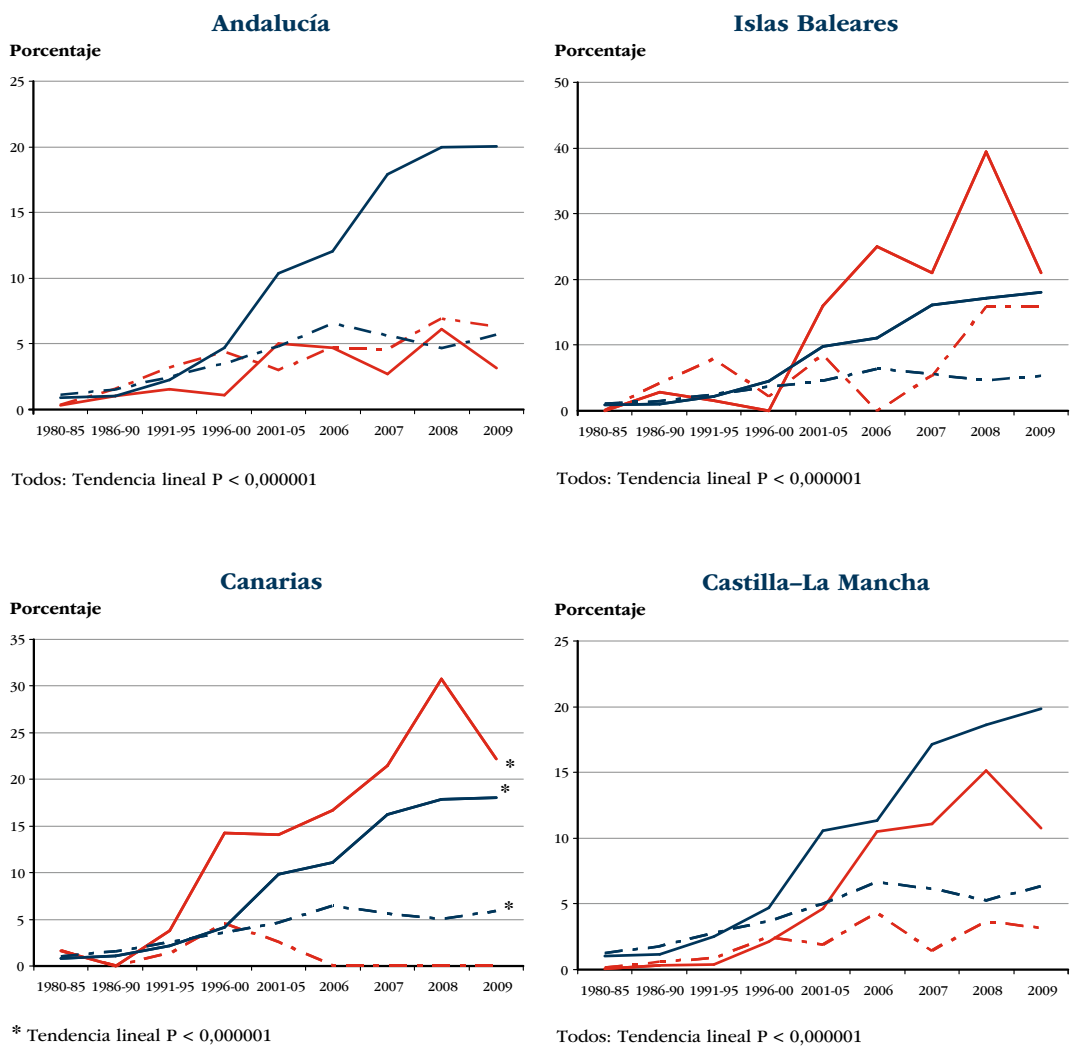 Andalucía
Porcentaje
25
20
15
10
5
0
1980-85 1986-90 1991-95 1996-00 2001-05 2006 2007 2008 2009
Todos: Tendencia lineal P < 0,000001
Islas Baleares
Porcentaje
50
40
30
20
10
0
1980-85 1986-90 1991-95 1996-00 2001-05 2006 2007 2008 2009
Todos: Tendencia lineal P < 0,000001
Canarias
Porcentaje
35
30
25
20
15
10
5
0
*
*
*
1980-85 1986-90 1991-95 1996-00 2001-05 2006 2007 2008 2009
* Tendencia lineal P < 0,000001
Castilla–La Mancha
Porcentaje
25
20
15
10
5
0
1980-85 1986-90 1991-95 1996-00 2001-05 2006 2007 2008 2009
Todos: Tendencia lineal P < 0,000001